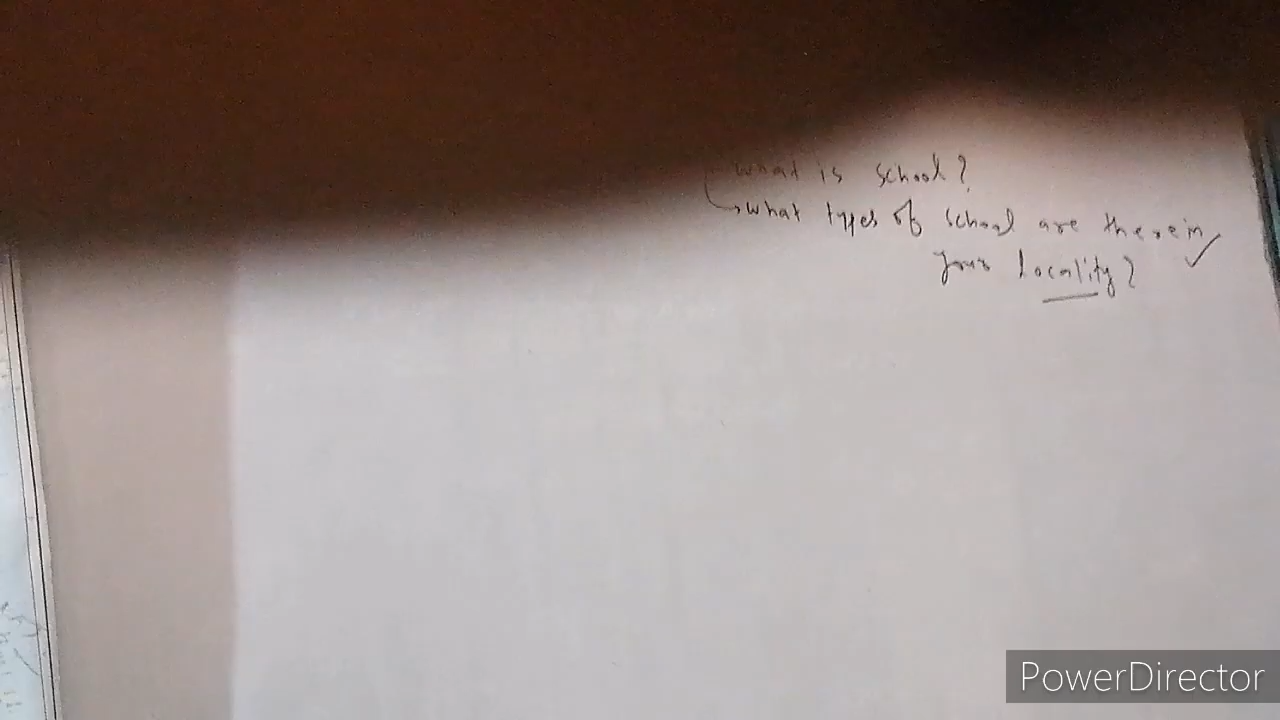 What is School?
What types of School are there in
your locality?
PowerDirector